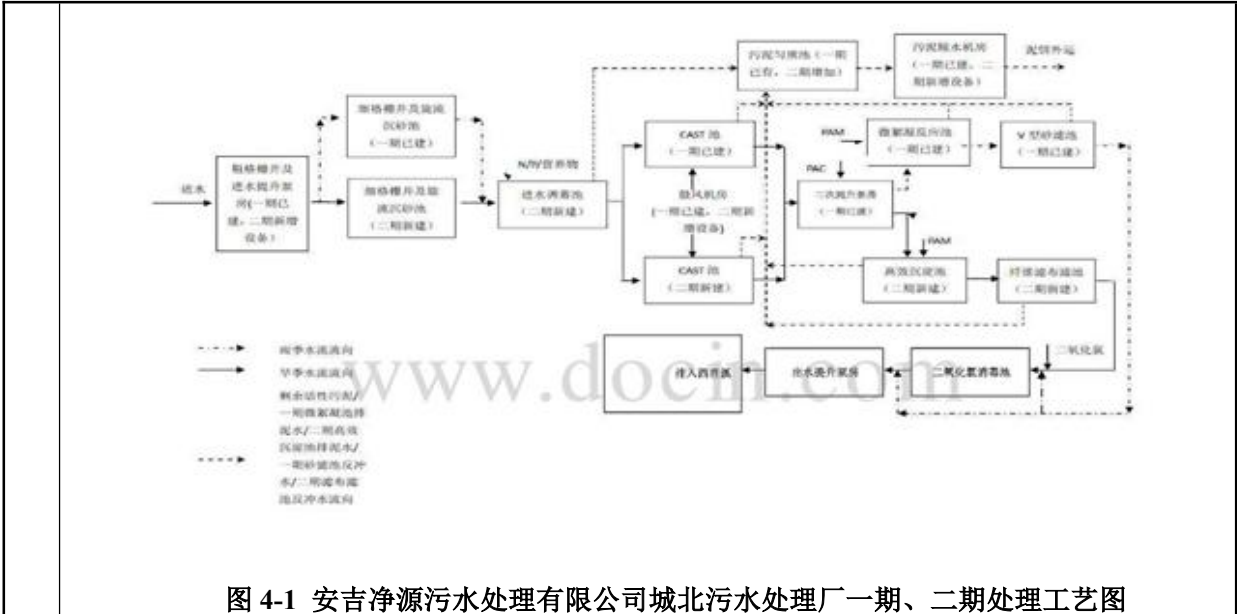 污泥匀质池（一期
已有，二期增加）
污泥脱水机房
（一期已建，二
期新增设备）
泥饼外运
细格栅井及旋流
沉砂池
（一期已建）
CAST 池
（一期已建）
PAM
微絮凝反应池
（一期已建）
V 型砂滤池
（一期已建）
粗格栅井及
进水提升泵
房(一期已
建，二期新增
设备）
进水
细格栅井及旋
流沉砂池
（二期新建）
N/P/营养物
进水调蓄池
（二期新建）
鼓风机房
(一期已建，二期新
增设备)
PAC
二次提升泵房
（一期已建）
PAM
CAST 池
（二期新建）
高效沉淀池
（二期新建）
纤维滤布滤池
（二期新建）
二氧化氯
二氧化氯消毒池
出水提升泵房
排入西苕溪
雨季水流流向
旱季水流流向
剩余活性污泥/
一期微絮凝池排
泥水/二期高效
沉淀池排泥水/
一期砂滤池反冲
水/二期滤布滤
池反冲水流向
www.docin.com
图 4-1 安吉净源污水处理有限公司城北污水处理厂一期、二期处理工艺图